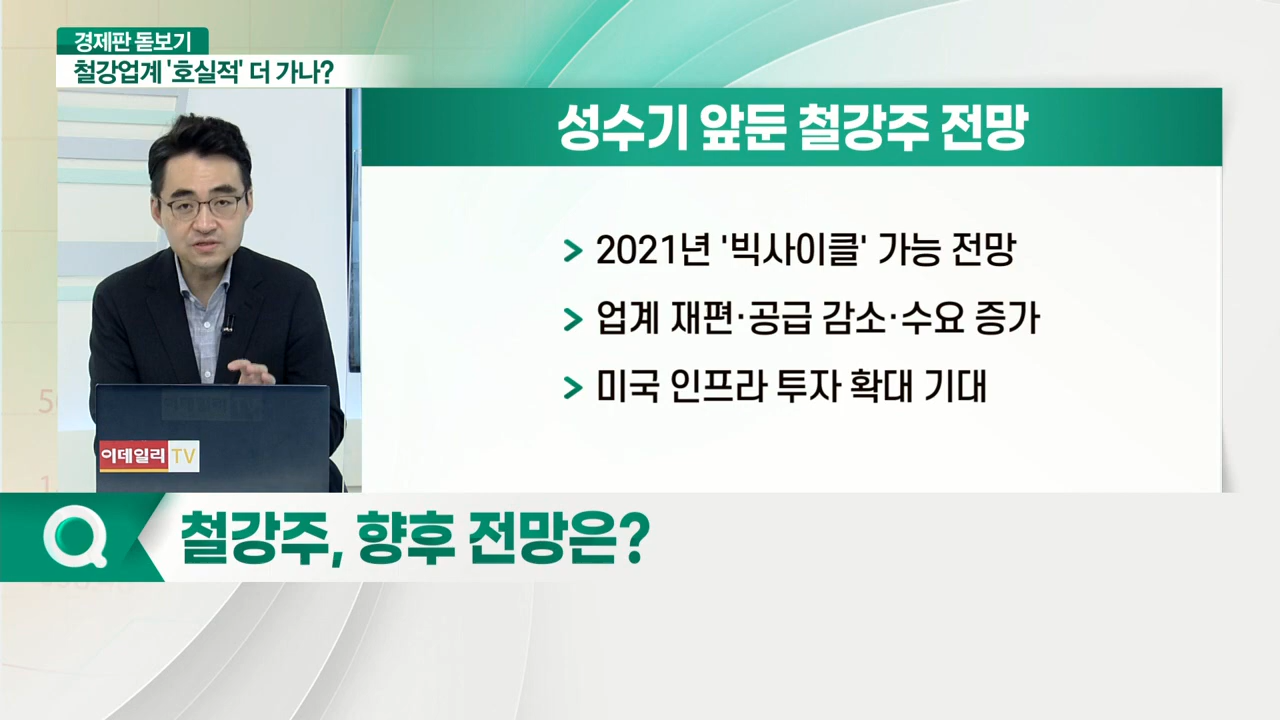 경제판 돋보기
철강업계 '호실적' 더 가나?
성수기 앞둔 철강주 전망
> 2021년 '빅사이클' 가능 전망
> 업계 재편·공급 감소·수요 증가
> 미국 인프라 투자 확대 기대
이데일리 TV
Q 철강주, 향후 전망은?